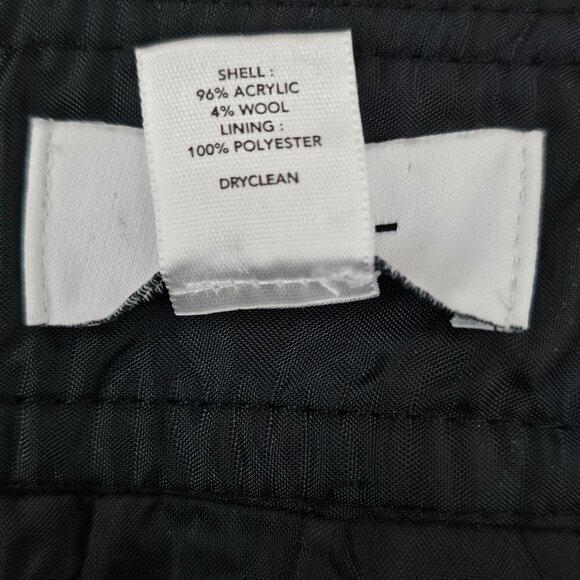 SHELL :
96% ACRYLIC
4% WOOL
LINING :
100% POLYESTER
DRYCLEAN